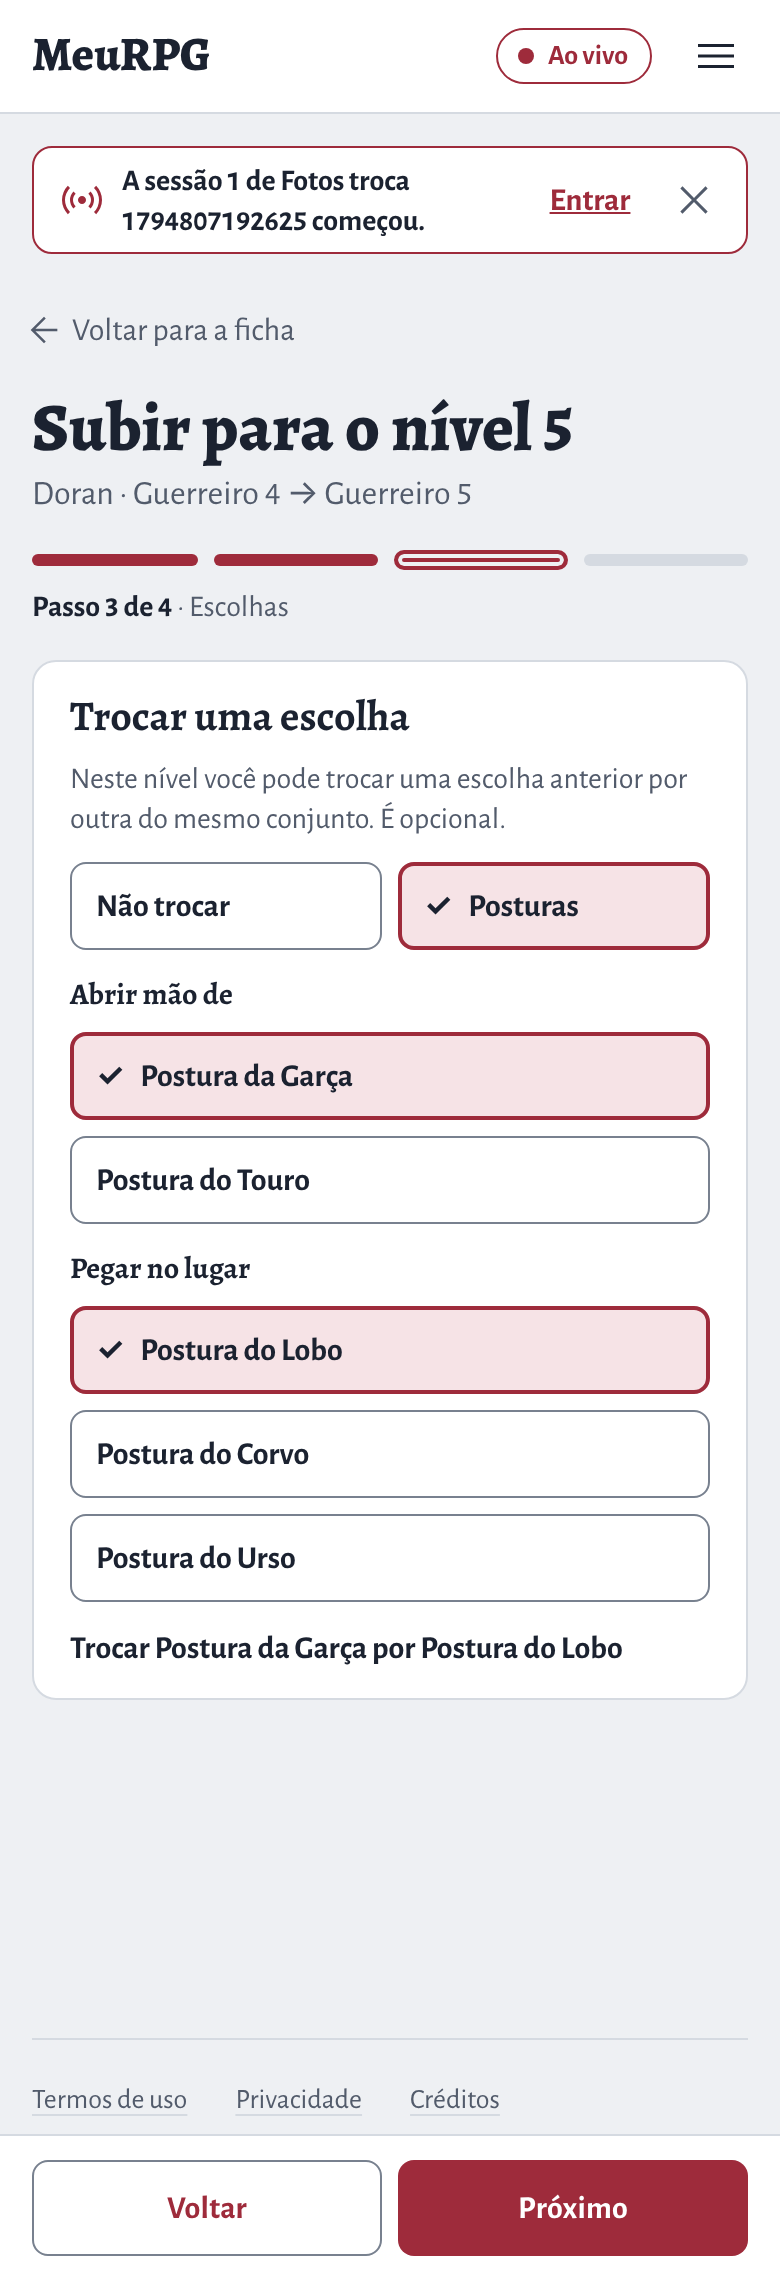 MeuRPG
Ao vivo
A sessão 1 de Fotos troca
1794807192625 começou.
Entrar
Voltar para a ficha
Subir para o nível 5
Doran · Guerreiro 4 → Guerreiro 5
Passo 3 de 4 · Escolhas
Trocar uma escolha
Neste nível você pode trocar uma escolha anterior por
outra do mesmo conjunto. É opcional.
Não trocar
Posturas
Abrir mão de
Postura da Garça
Postura do Touro
Pegar no lugar
Postura do Lobo
Postura do Corvo
Postura do Urso
Trocar Postura da Garça por Postura do Lobo
Termos de uso
Privacidade
Créditos
Voltar
Próximo